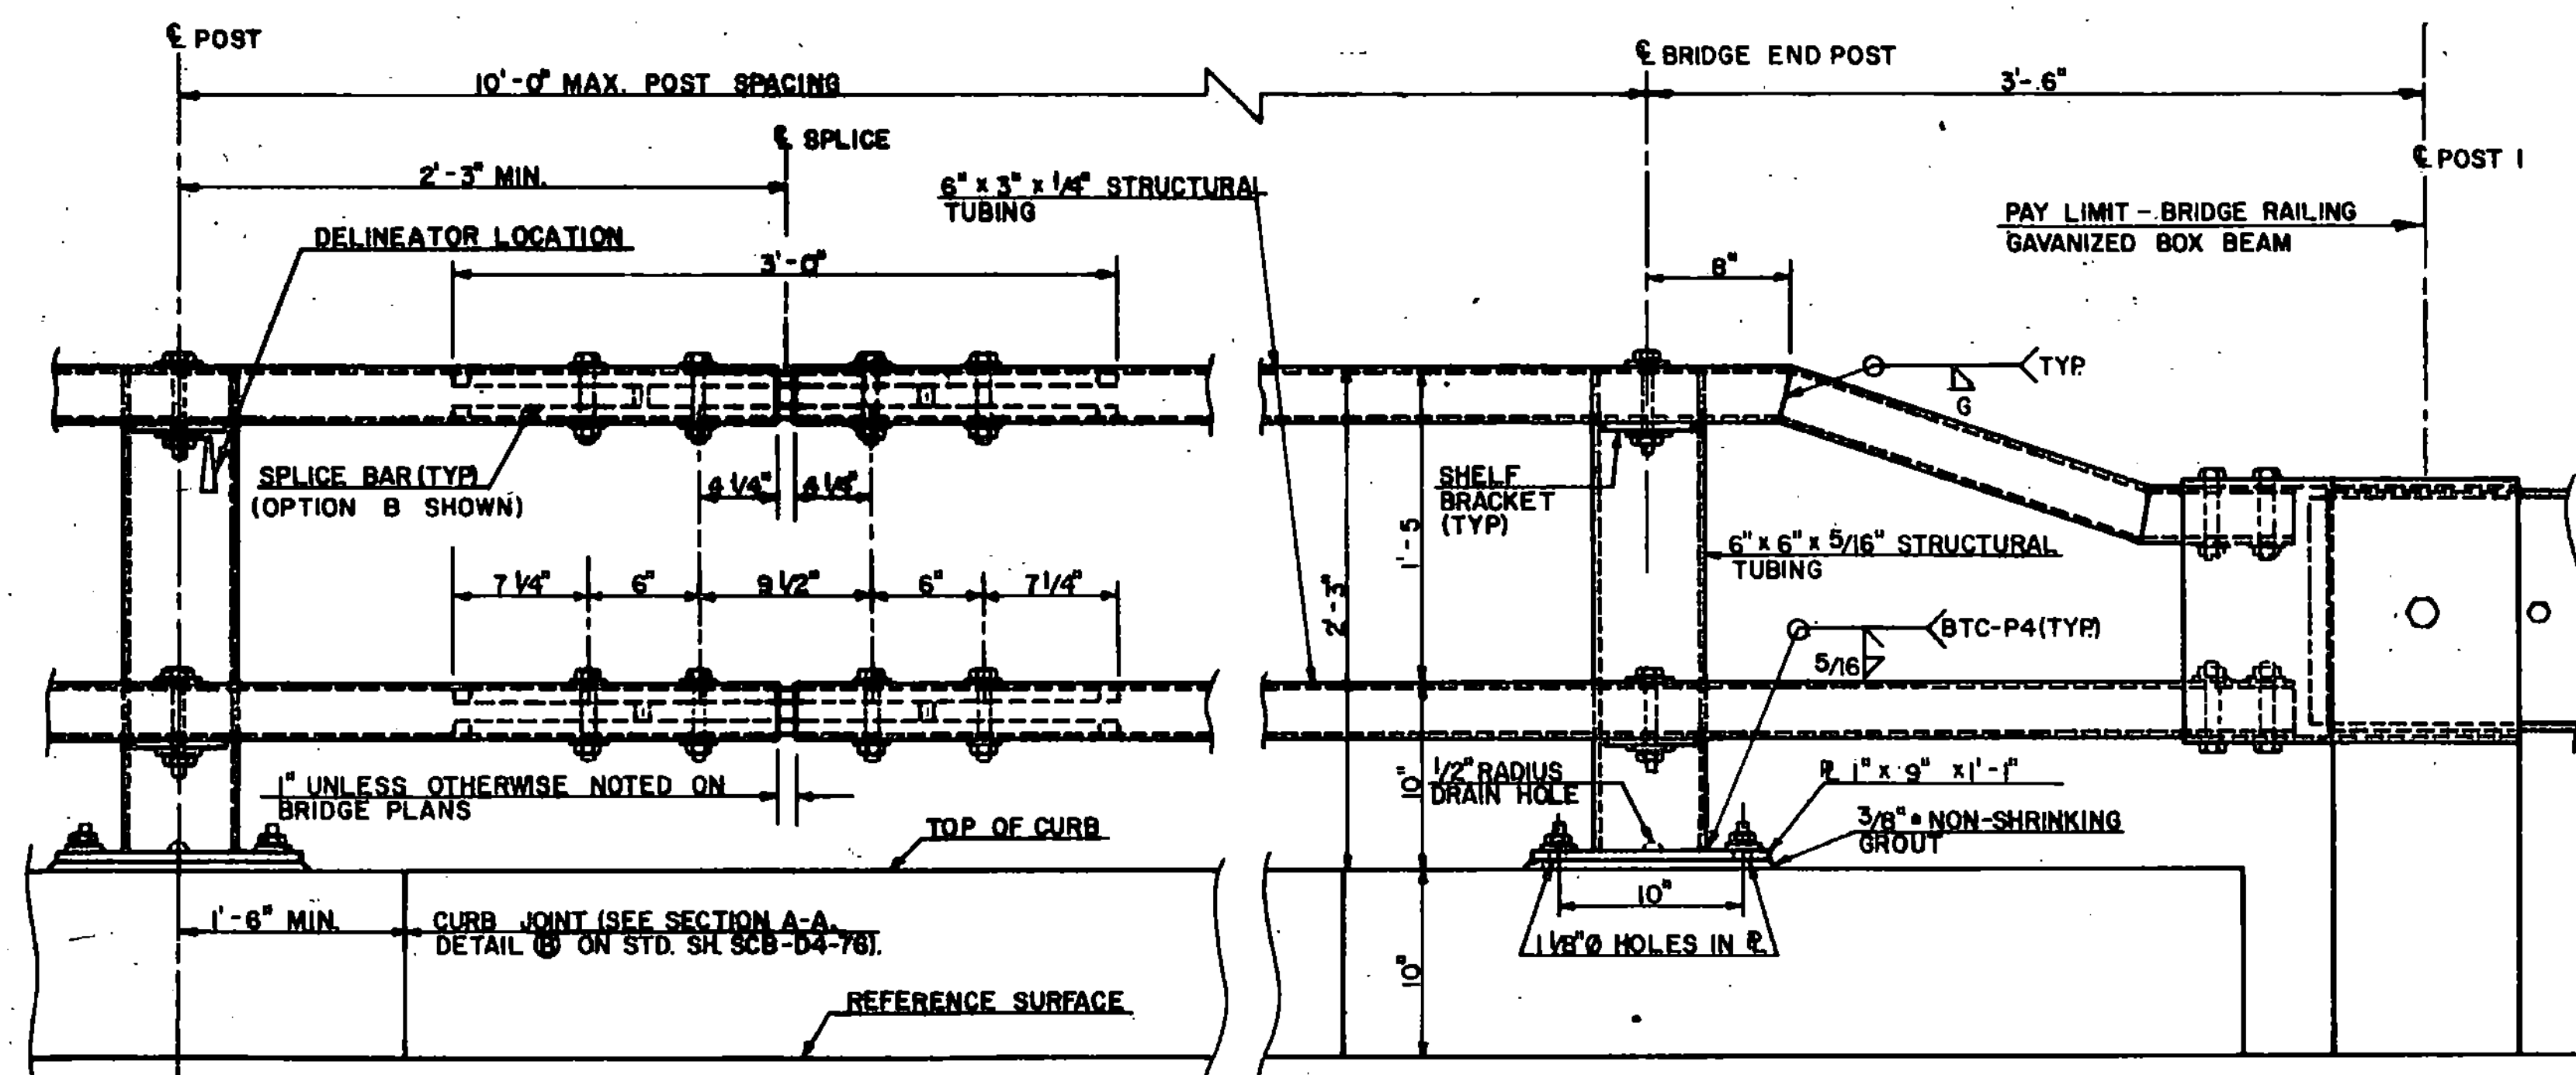 ℄ POST
℄ BRIDGE END POST
10'-0" MAX. POST SPACING
3'-6"
℄ SPLICE
℄ POST 1
2'-3" MIN.
6" x 3" x 1/4" STRUCTURAL
TUBING
PAY LIMIT - BRIDGE RAILING
GAVANIZED BOX BEAM
DELINEATOR LOCATION
3'-0"
8"
TYP.
G
SPLICE BAR (TYP)
(OPTION B SHOWN)
4 1/4"
4 1/4"
SHELF
BRACKET
(TYP)
1'-5
6" x 6" x 5/16" STRUCTURAL
TUBING
7 1/4"
6"
9 1/2"
6"
7 1/4"
2'-3"
BTC-P4 (TYP.)
5/16
1" UNLESS OTHERWISE NOTED ON
BRIDGE PLANS
1/2" RADIUS
DRAIN HOLE
10"
℄ 1" x 9" x 1'-1"
3/8" NON-SHRINKING
GROUT
TOP OF CURB
10"
1'-6" MIN.
CURB JOINT (SEE SECTION A-A,
DETAIL B ON STD. SH. SCB-D4-76).
1 1/8"Ø HOLES IN ℄
10"
REFERENCE SURFACE